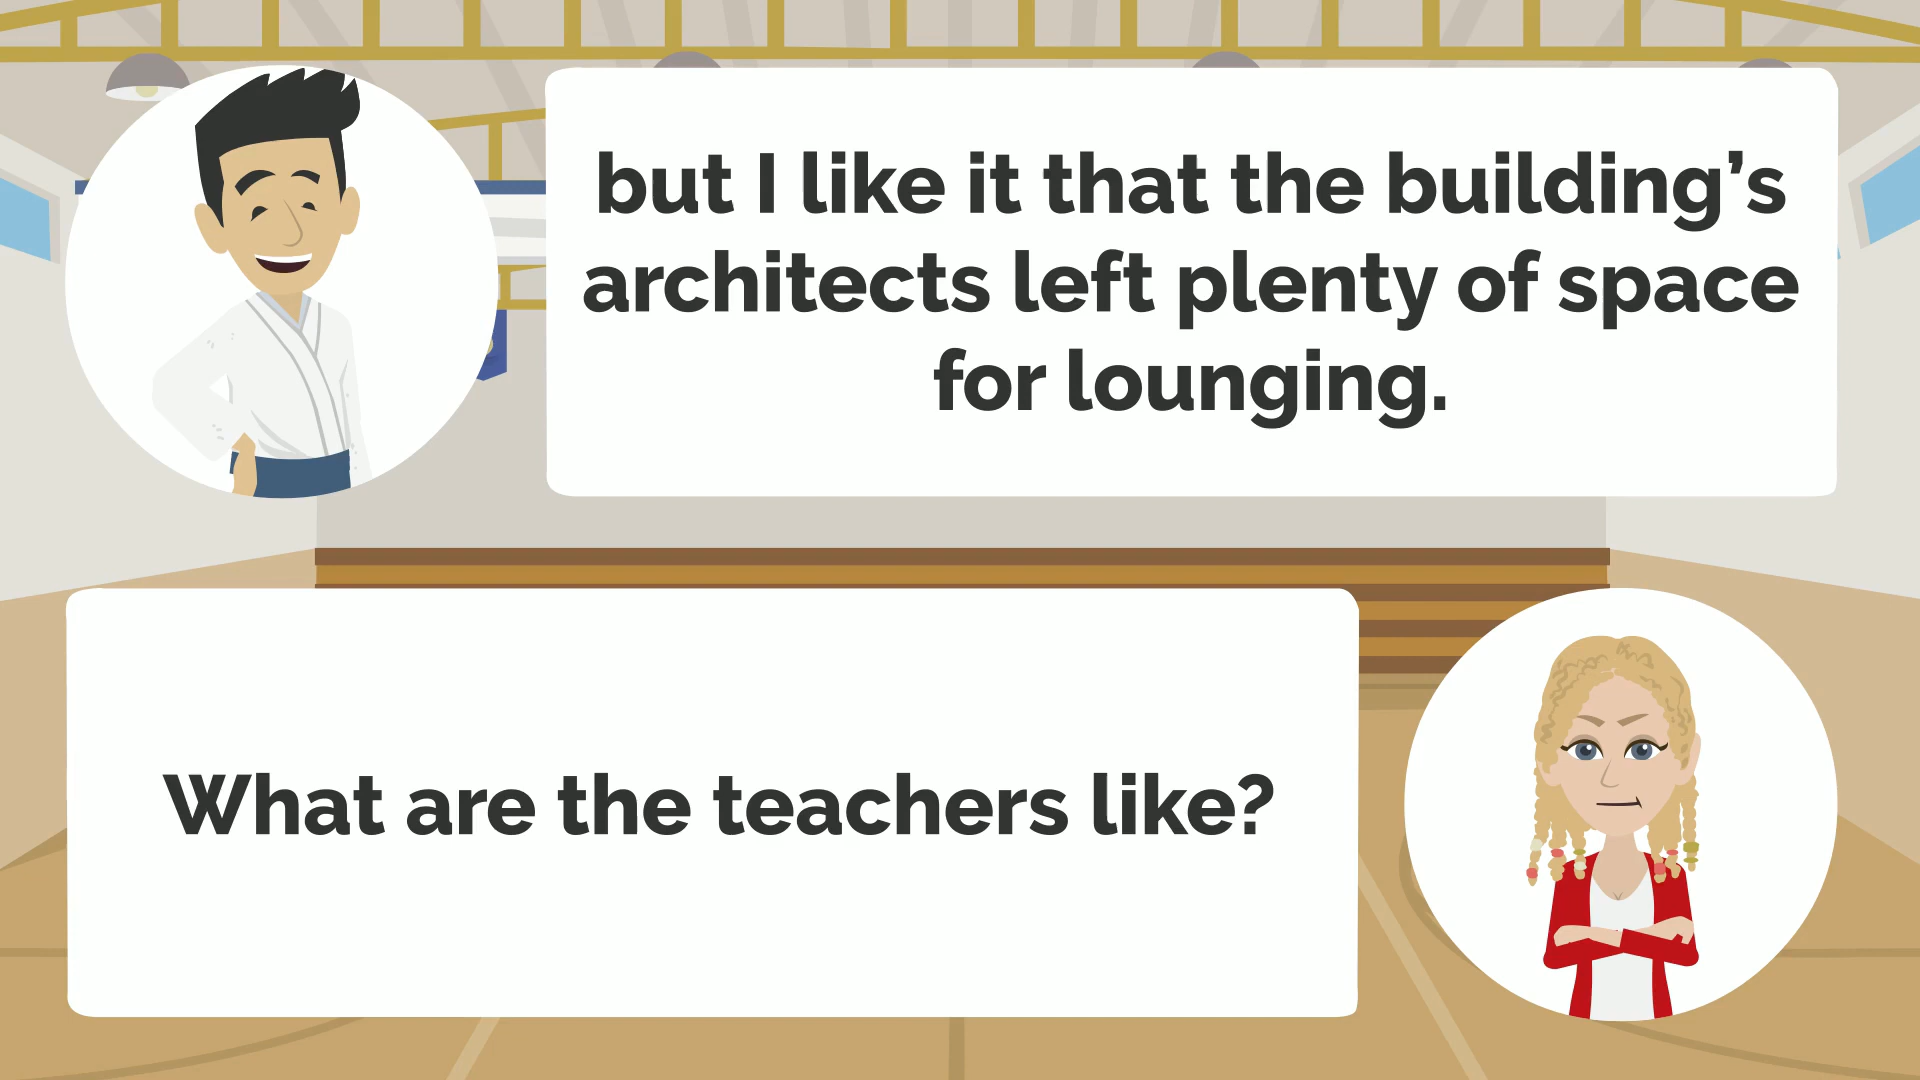 but I like it that the building’s
architects left plenty of space
for lounging.
What are the teachers like?